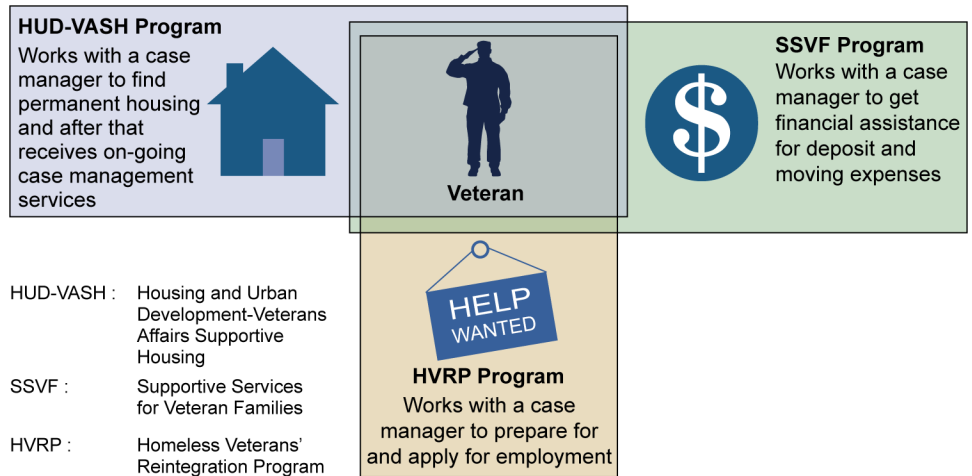 HUD-VASH Program
Works with a case
manager to find
permanent housing
and after that
receives on-going
case management
services
Veteran
SSVF Program
Works with a case
manager to get
financial assistance
for deposit and
moving expenses
$
HELP
WANTED
HVRP Program
Works with a case
manager to prepare for
and apply for employment
HUD-VASH : Housing and Urban
Development-Veterans
Affairs Supportive
Housing
SSVF : Supportive Services
for Veteran Families
HVRP : Homeless Veterans’
Reintegration Program